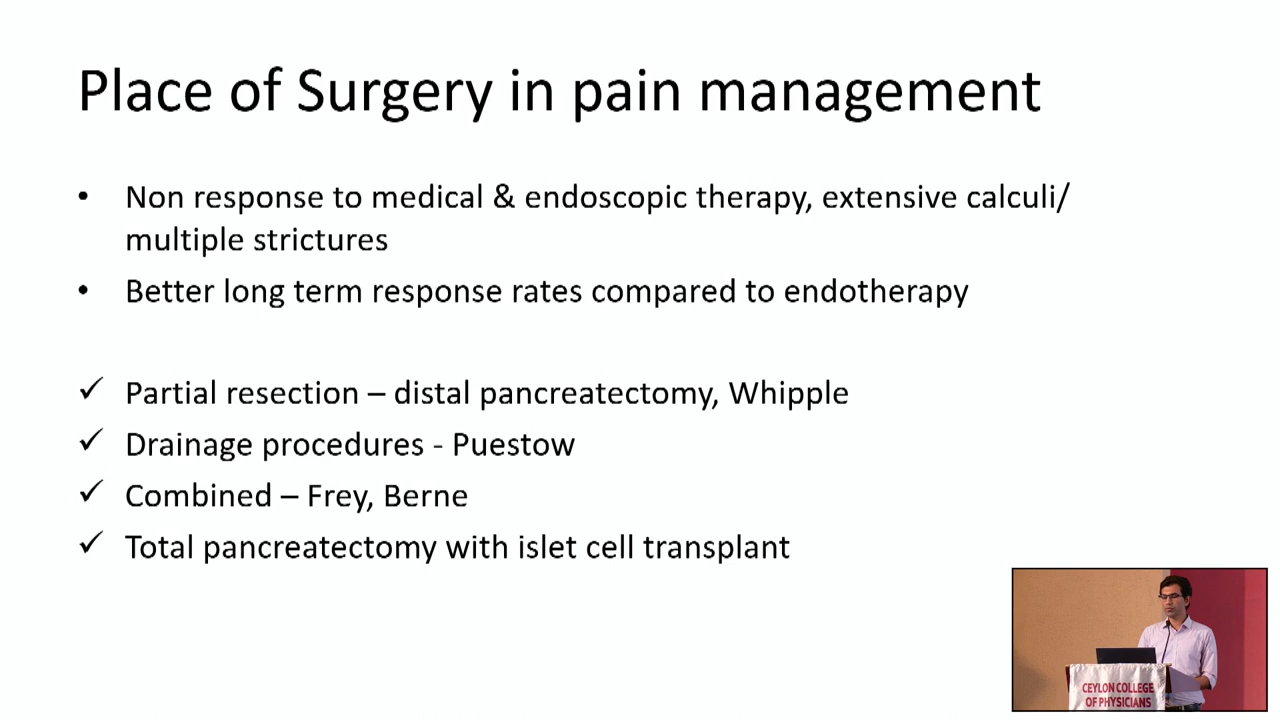 Place of Surgery in pain management
• Non response to medical & endoscopic therapy, extensive calculi/
multiple strictures
• Better long term response rates compared to endotherapy
✓ Partial resection – distal pancreatectomy, Whipple
✓ Drainage procedures - Puestow
✓ Combined – Frey, Berne
✓ Total pancreatectomy with islet cell transplant
CEYLON COLLEGE
OF PHYSICIANS